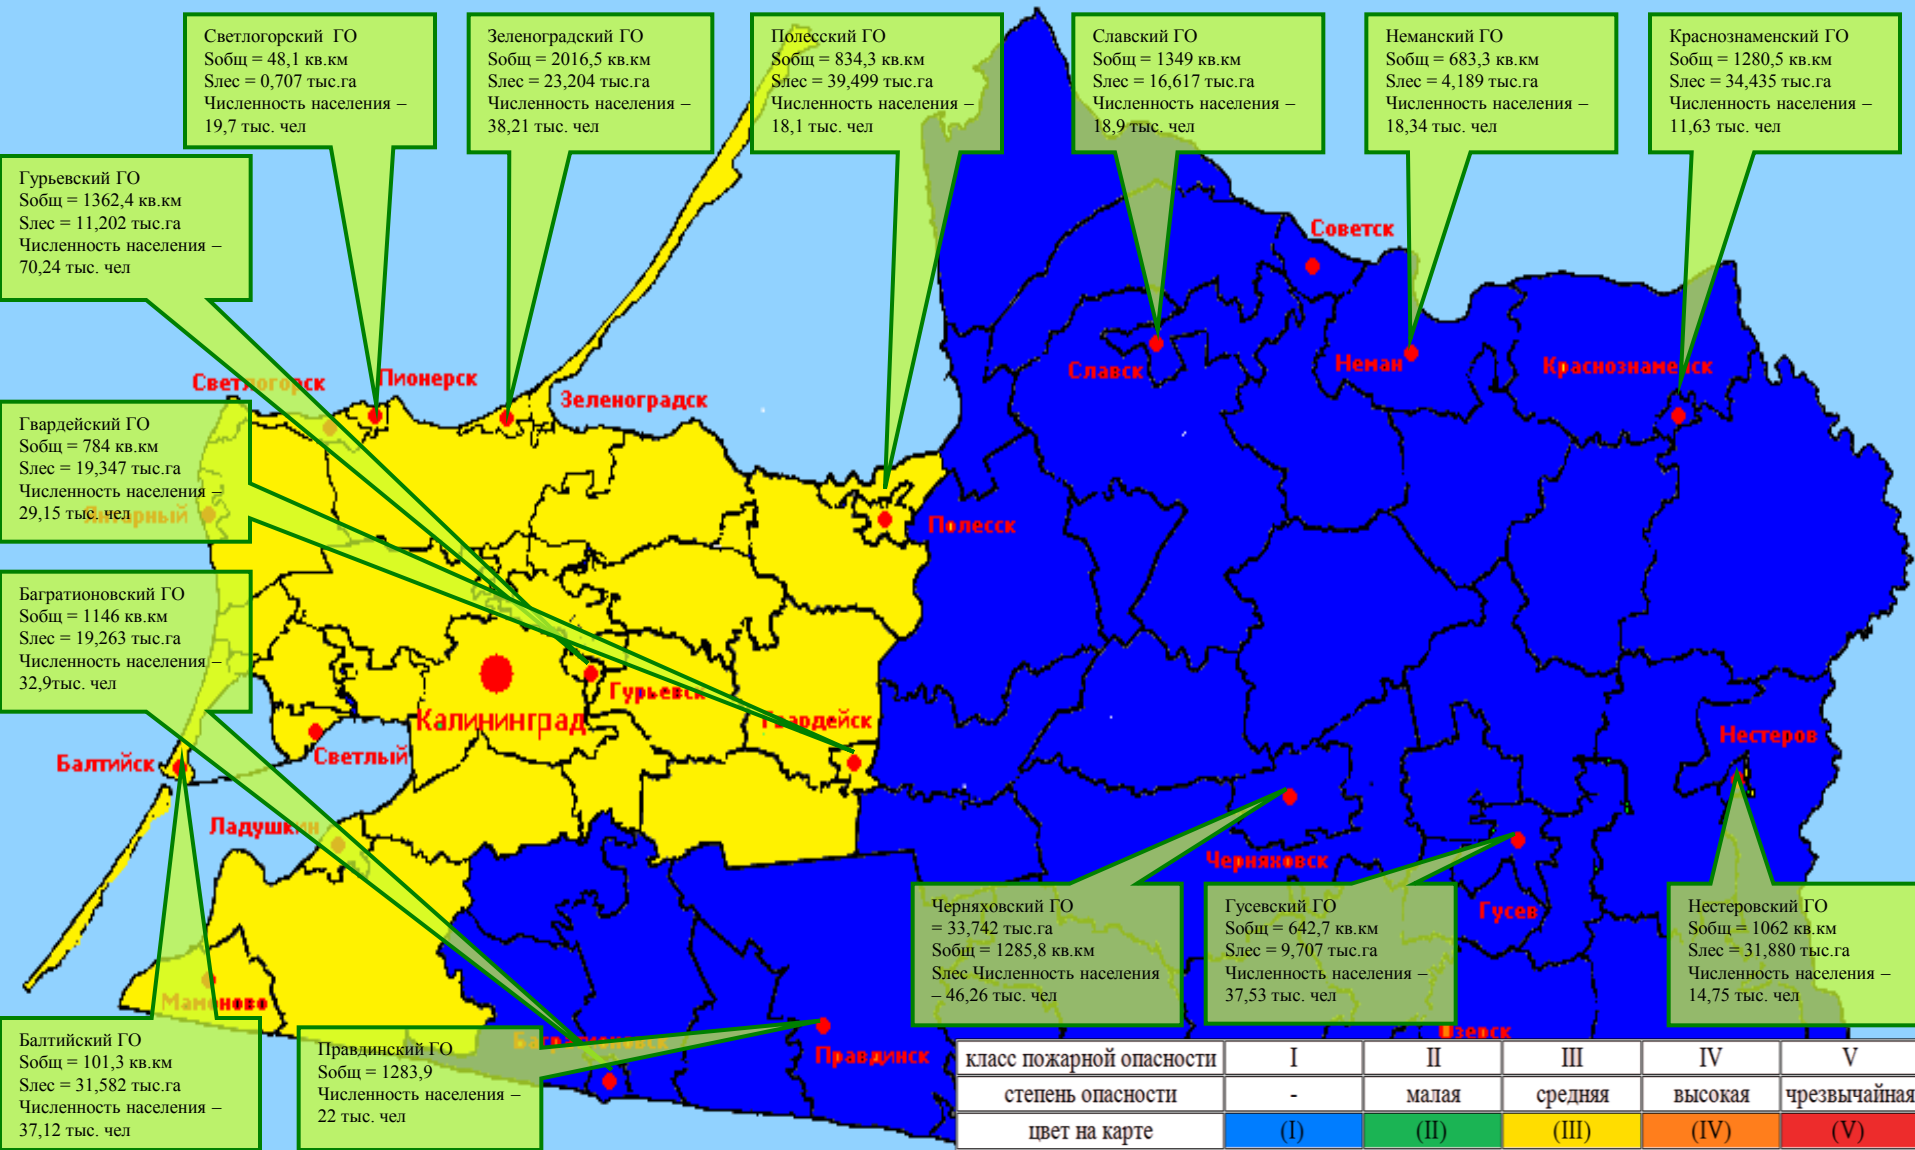 Светлогорский ГО
Sобщ = 48,1 кв.км
Sлес = 0,707 тыс.га
Численность населения –
19,7 тыс. чел
Зеленоградский ГО
Sобщ = 2016,5 кв.км
Sлес = 23,204 тыс.га
Численность населения –
38,21 тыс. чел
Полесский ГО
Sобщ = 834,3 кв.км
Sлес = 39,499 тыс.га
Численность населения –
18,1 тыс. чел
Славский ГО
Sобщ = 1349 кв.км
Sлес = 16,617 тыс.га
Численность населения –
18,9 тыс. чел
Неманский ГО
Sобщ = 683,3 кв.км
Sлес = 4,189 тыс.га
Численность населения –
18,34 тыс. чел
Краснознаменский ГО
Sобщ = 1280,5 кв.км
Sлес = 34,435 тыс.га
Численность населения –
11,63 тыс. чел
Гурьевский ГО
Sобщ = 1362,4 кв.км
Sлес = 11,202 тыс.га
Численность населения –
70,24 тыс. чел
Советск
Славск
Неман
Краснознаменск
Светлогорск
Пионерск
Зеленоградск
Гвардейский ГО
Sобщ = 784 кв.км
Sлес = 19,347 тыс.га
Численность населения –
29,15 тыс. чел
Янтарный
Полесск
Багратионовский ГО
Sобщ = 1146 кв.км
Sлес = 19,263 тыс.га
Численность населения –
32,9тыс. чел
Гурьевск
Калининград
Гвардейск
Нестеров
Балтийск
Светлый
Ладушкин
Черняховск
Гусев
Черняховский ГО
= 33,742 тыс.га
Sобщ = 1285,8 кв.км
Sлес Численность населения
– 46,26 тыс. чел
Гусевский ГО
Sобщ = 642,7 кв.км
Sлес = 9,707 тыс.га
Численность населения –
37,53 тыс. чел
Нестеровский ГО
Sобщ = 1062 кв.км
Sлес = 31,880 тыс.га
Численность населения –
14,75 тыс. чел
Мамоново
Озерск
Багратионовск
Правдинск
Балтийский ГО
Sобщ = 101,3 кв.км
Sлес = 31,582 тыс.га
Численность населения –
37,12 тыс. чел
Правдинский ГО
Sобщ = 1283,9
Численность населения –
22 тыс. чел
класс пожарной опасности I II III IV V
степень опасности - малая средняя высокая чрезвычайная
цвет на карте (I) (II) (III) (IV) (V)